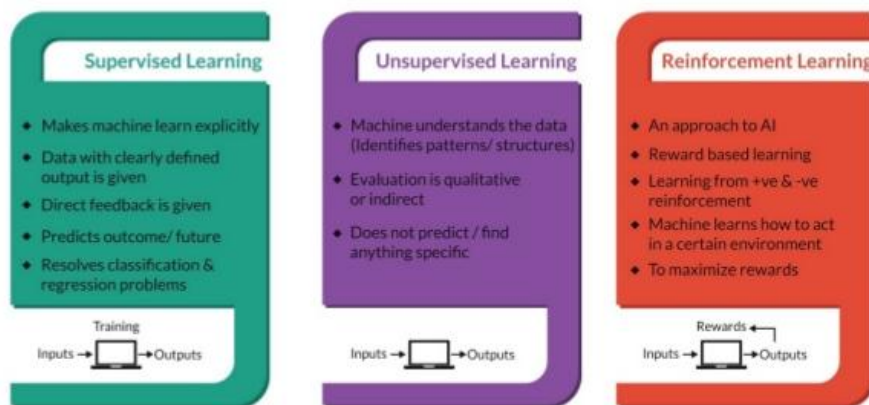 Supervised Learning
◆ Makes machine learn explicitly
◆ Data with clearly defined
output is given
◆ Direct feedback is given
◆ Predicts outcome/ future
◆ Resolves classification &
regression problems
Training
Inputs → → Outputs
Unsupervised Learning
◆ Machine understands the data
(Identifies patterns/ structures)
◆ Evaluation is qualitative
or indirect
◆ Does not predict / find
anything specific
Inputs → → Outputs
Reinforcement Learning
◆ An approach to AI
◆ Reward based learning
◆ Learning from +ve & -ve
reinforcement
◆ Machine learns how to act
in a certain environment
◆ To maximize rewards
Rewards
Inputs → → Outputs